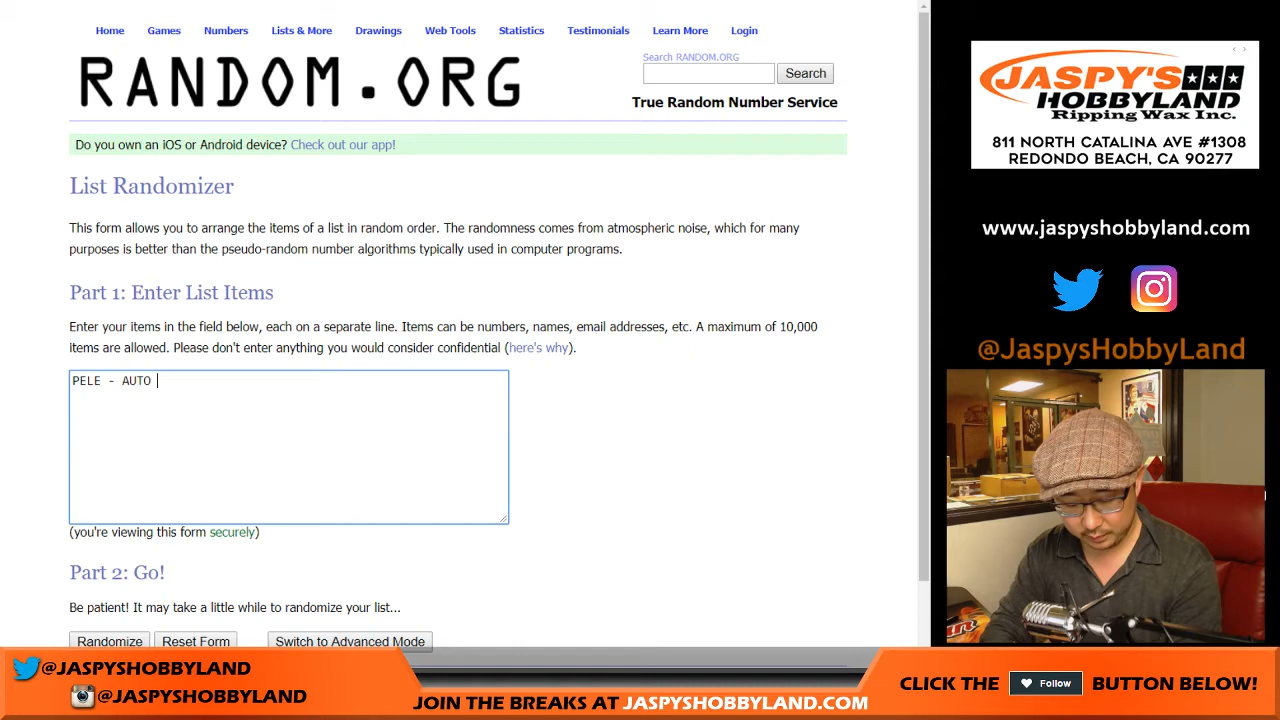 Home Games Numbers Lists & More Drawings Web Tools Statistics Testimonials Learn More Login
RANDOM.ORG
Search RANDOM.ORG
Search
True Random Number Service
Do you own an iOS or Android device? Check out our app!
List Randomizer
This form allows you to arrange the items of a list in random order. The randomness comes from atmospheric noise, which for many
purposes is better than the pseudo-random number algorithms typically used in computer programs.
Part 1: Enter List Items
Enter your items in the field below, each on a separate line. Items can be numbers, names, email addresses, etc. A maximum of 10,000
items are allowed. Please don't enter anything you would consider confidential (here's why).
PELE - AUTO
(you're viewing this form securely)
Part 2: Go!
Be patient! It may take a little while to randomize your list...
Randomize Reset Form Switch to Advanced Mode
JASPY'S
HOBBYLAND
Ripping Wax Inc.
811 NORTH CATALINA AVE #1308
REDONDO BEACH, CA 90277
www.jaspyshobbyland.com
@JaspysHobbyLand
@JASPYSHOBBYLAND
@JASPYSHOBBYLAND
JOIN THE BREAKS AT JASPYSHOBBYLAND.COM
CLICK THE Follow BUTTON BELOW!